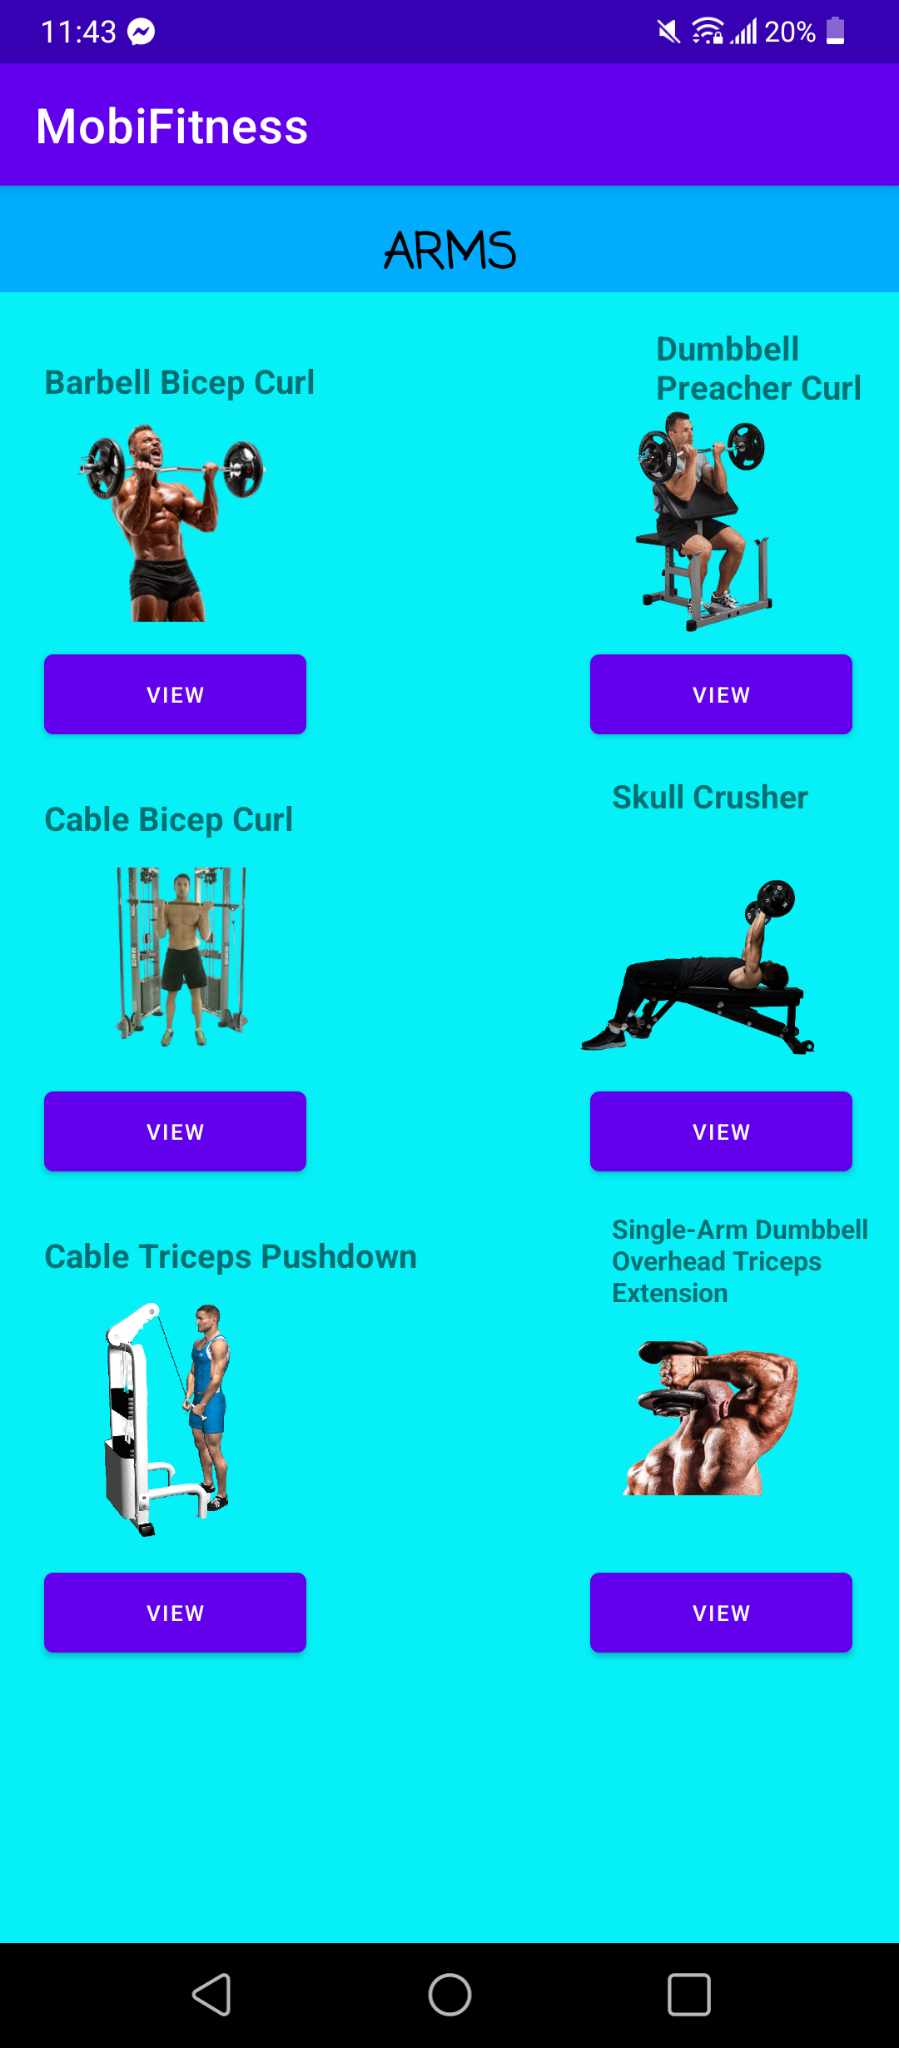 11:43
20%
MobiFitness
ARMS
Barbell Bicep Curl
Dumbbell
Preacher Curl
VIEW
VIEW
Cable Bicep Curl
Skull Crusher
VIEW
VIEW
Cable Triceps Pushdown
Single-Arm Dumbbell
Overhead Triceps
Extension
VIEW
VIEW